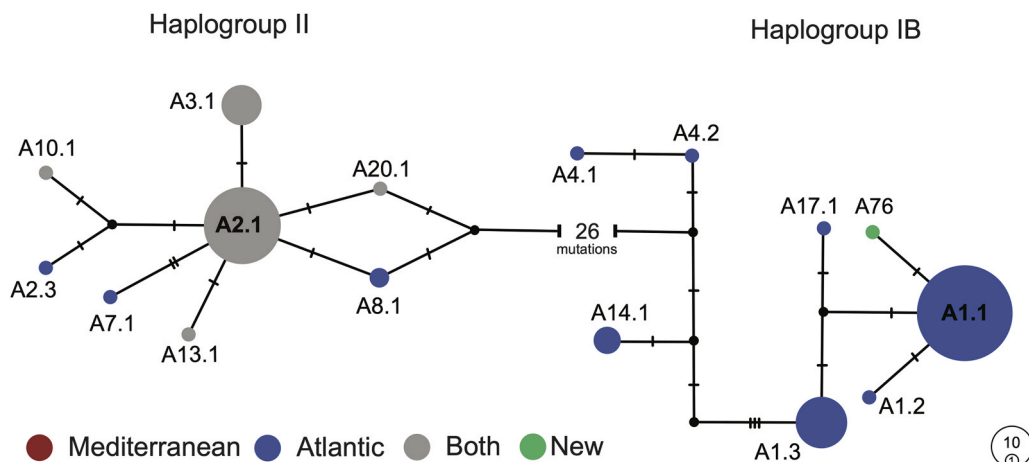 Haplogroup II
Haplogroup IB
A3.1
A10.1
A20.1
A2.1
A2.3
A7.1
A13.1
A8.1
26
mutations
A4.2
A4.1
A17.1
A76
A14.1
A1.1
A1.2
A1.3
Mediterranean
Atlantic
Both
New
10
1